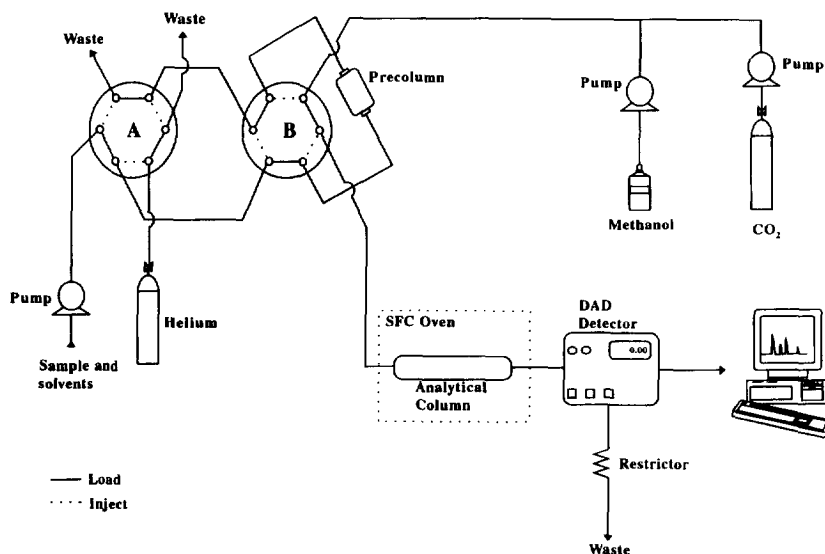 Waste
Waste
A
B
Precolumn
Pump
Pump
Methanol
CO₂
Pump
Helium
Sample and
solvents
SFC Oven
Analytical
Column
DAD
Detector
0.00
Restrictor
Waste
Load
Inject